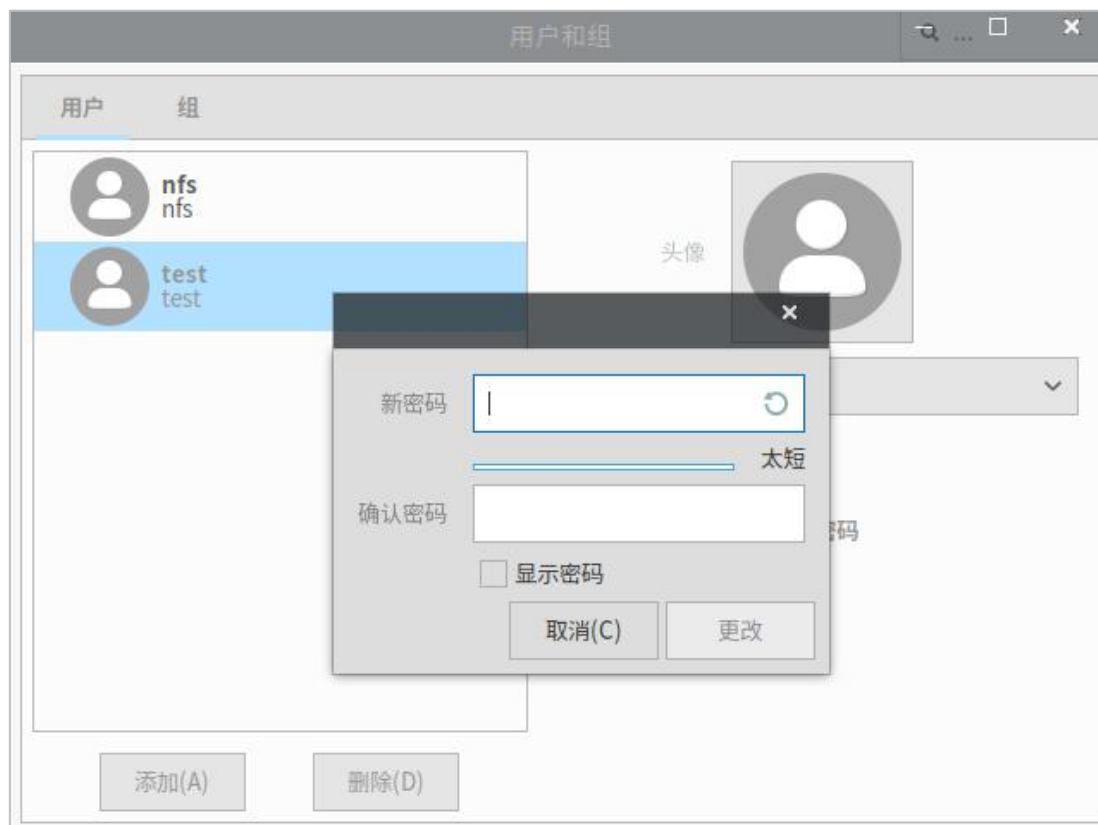 用户和组
...
用户 组
nfs
nfs
test
test
头像
新密码
太短
确认密码
密码
显示密码
取消(C) 更改
添加(A) 删除(D)